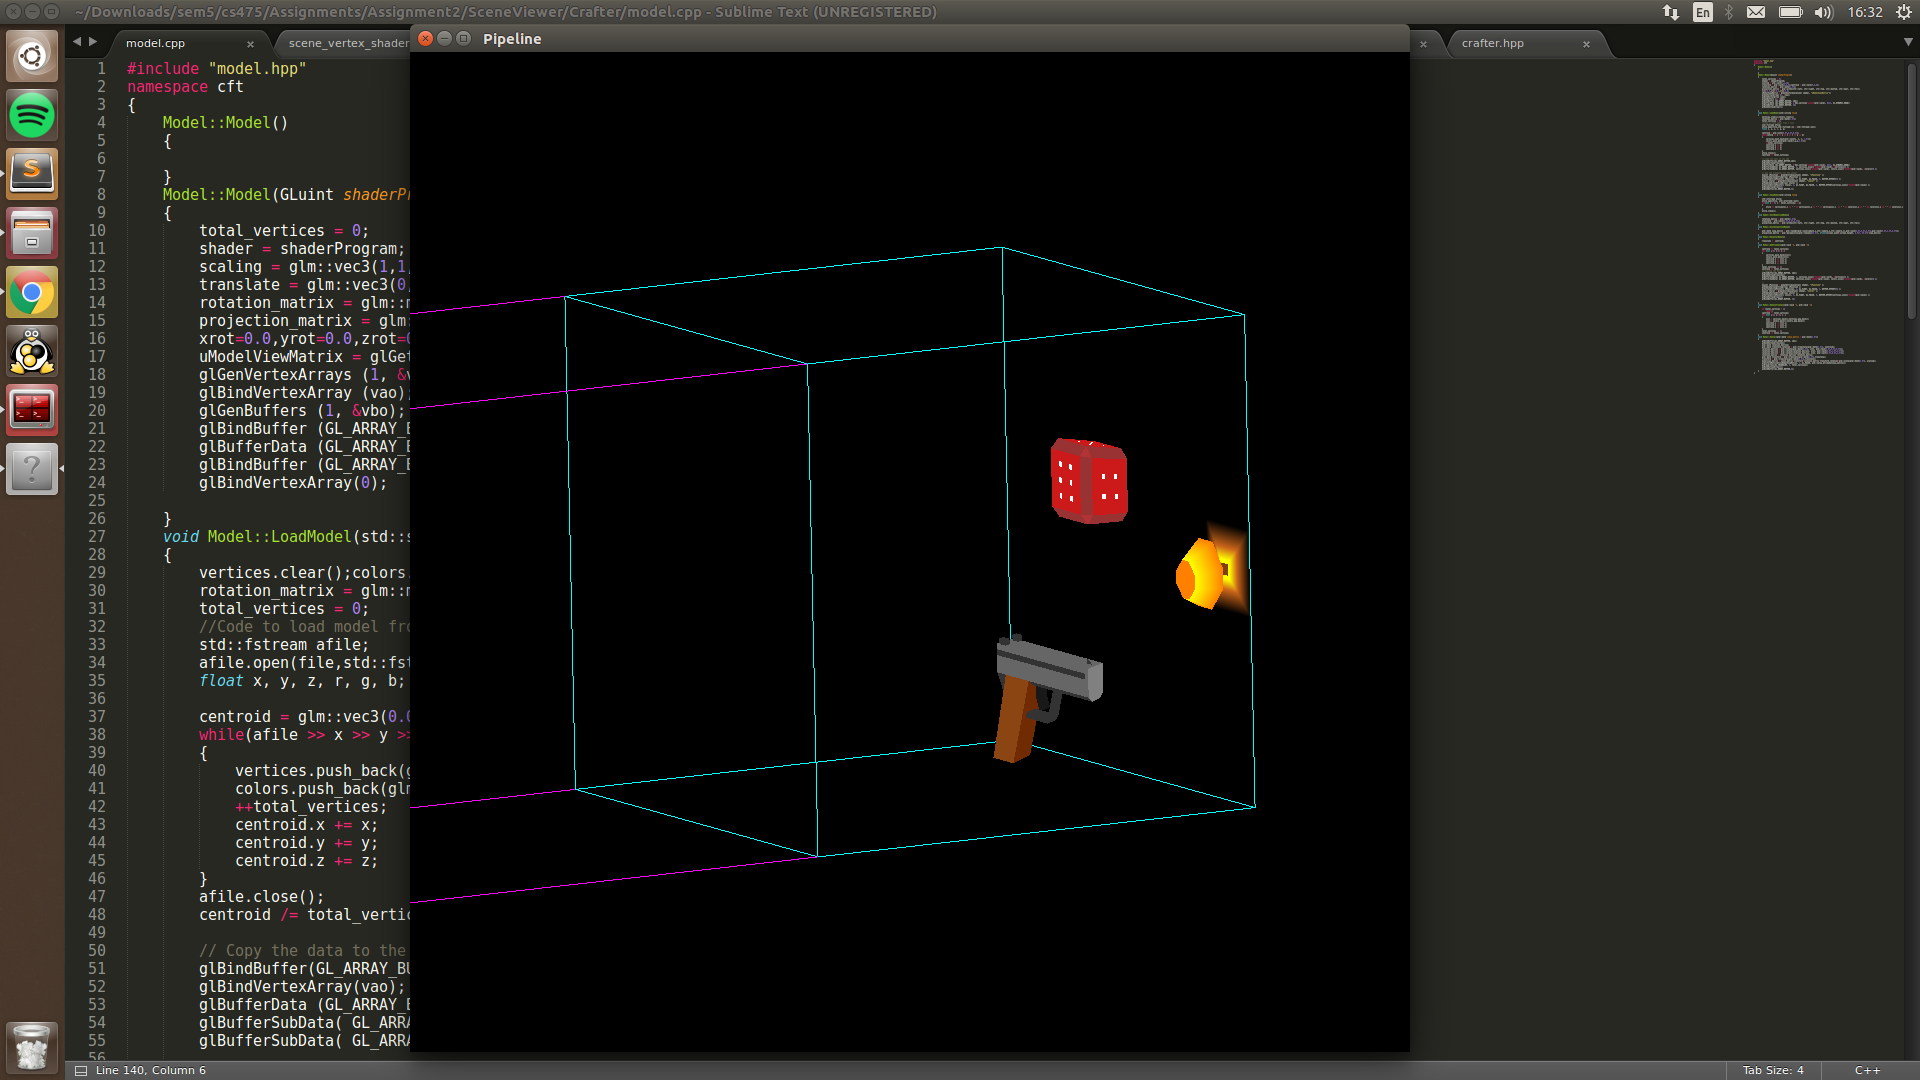 ~/Downloads/sem5/cs475/Assignments/Assignment2/SceneViewer/Crafter/model.cpp - Sublime Text (UNREGISTERED)
En
16:32
Pipeline
model.cpp
scene_vertex_shader
crafter.hpp
1 #include "model.hpp"
2 namespace cft
3 {
4 Model::Model()
5 {
6
7 }
8 Model::Model(GLuint shaderPr
9 {
10 total_vertices = 0;
11 shader = shaderProgram;
12 scaling = glm::vec3(1,1,
13 translate = glm::vec3(0
14 rotation_matrix = glm::m
15 projection_matrix = glm:
16 xrot=0.0,yrot=0.0,zrot=0
17 uModelViewMatrix = glGet
18 glGenVertexArrays (1, &v
19 glBindVertexArray (vao);
20 glGenBuffers (1, &vbo);
21 glBindBuffer (GL_ARRAY_B
22 glBufferData (GL_ARRAY_B
23 glBindBuffer (GL_ARRAY_B
24 glBindVertexArray(0);
25
26 }
27 void Model::LoadModel(std::s
28 {
29 vertices.clear();colors.
30 rotation_matrix = glm::m
31 total_vertices = 0;
32 //Code to load model fro
33 std::fstream afile;
34 afile.open(file,std::fst
35 float x, y, z, r, g, b;
36
37 centroid = glm::vec3(0.0
38 while(afile >> x >> y >>
39 {
40 vertices.push_back(g
41 colors.push_back(glm
42 ++total_vertices;
43 centroid.x += x;
44 centroid.y += y;
45 centroid.z += z;
46 }
47 afile.close();
48 centroid /= total_vertic
49
50 // Copy the data to the
51 glBindBuffer(GL_ARRAY_BU
52 glBindVertexArray(vao);
53 glBufferData (GL_ARRAY_B
54 glBufferSubData( GL_ARRA
55 glBufferSubData( GL_ARRA
56
Line 140, Column 6
Tab Size: 4
C++